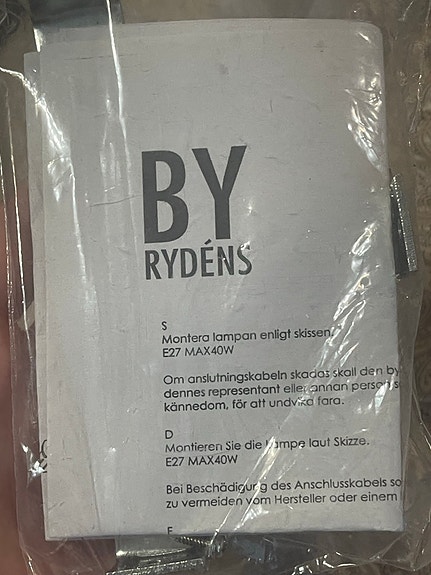 BY
RYDÉNS
S
Montera lampan enligt skissen.
E27 MAX40W
Om anslutningskabeln skadas skall den by
dennes representant eller annan person s
kännedom, för att undvika fara.
D
Montieren Sie die Lampe laut Skizze.
E27 MAX40W
Bei Beschädigung des Anschlusskabels so
zu vermeiden vom Hersteller oder einem